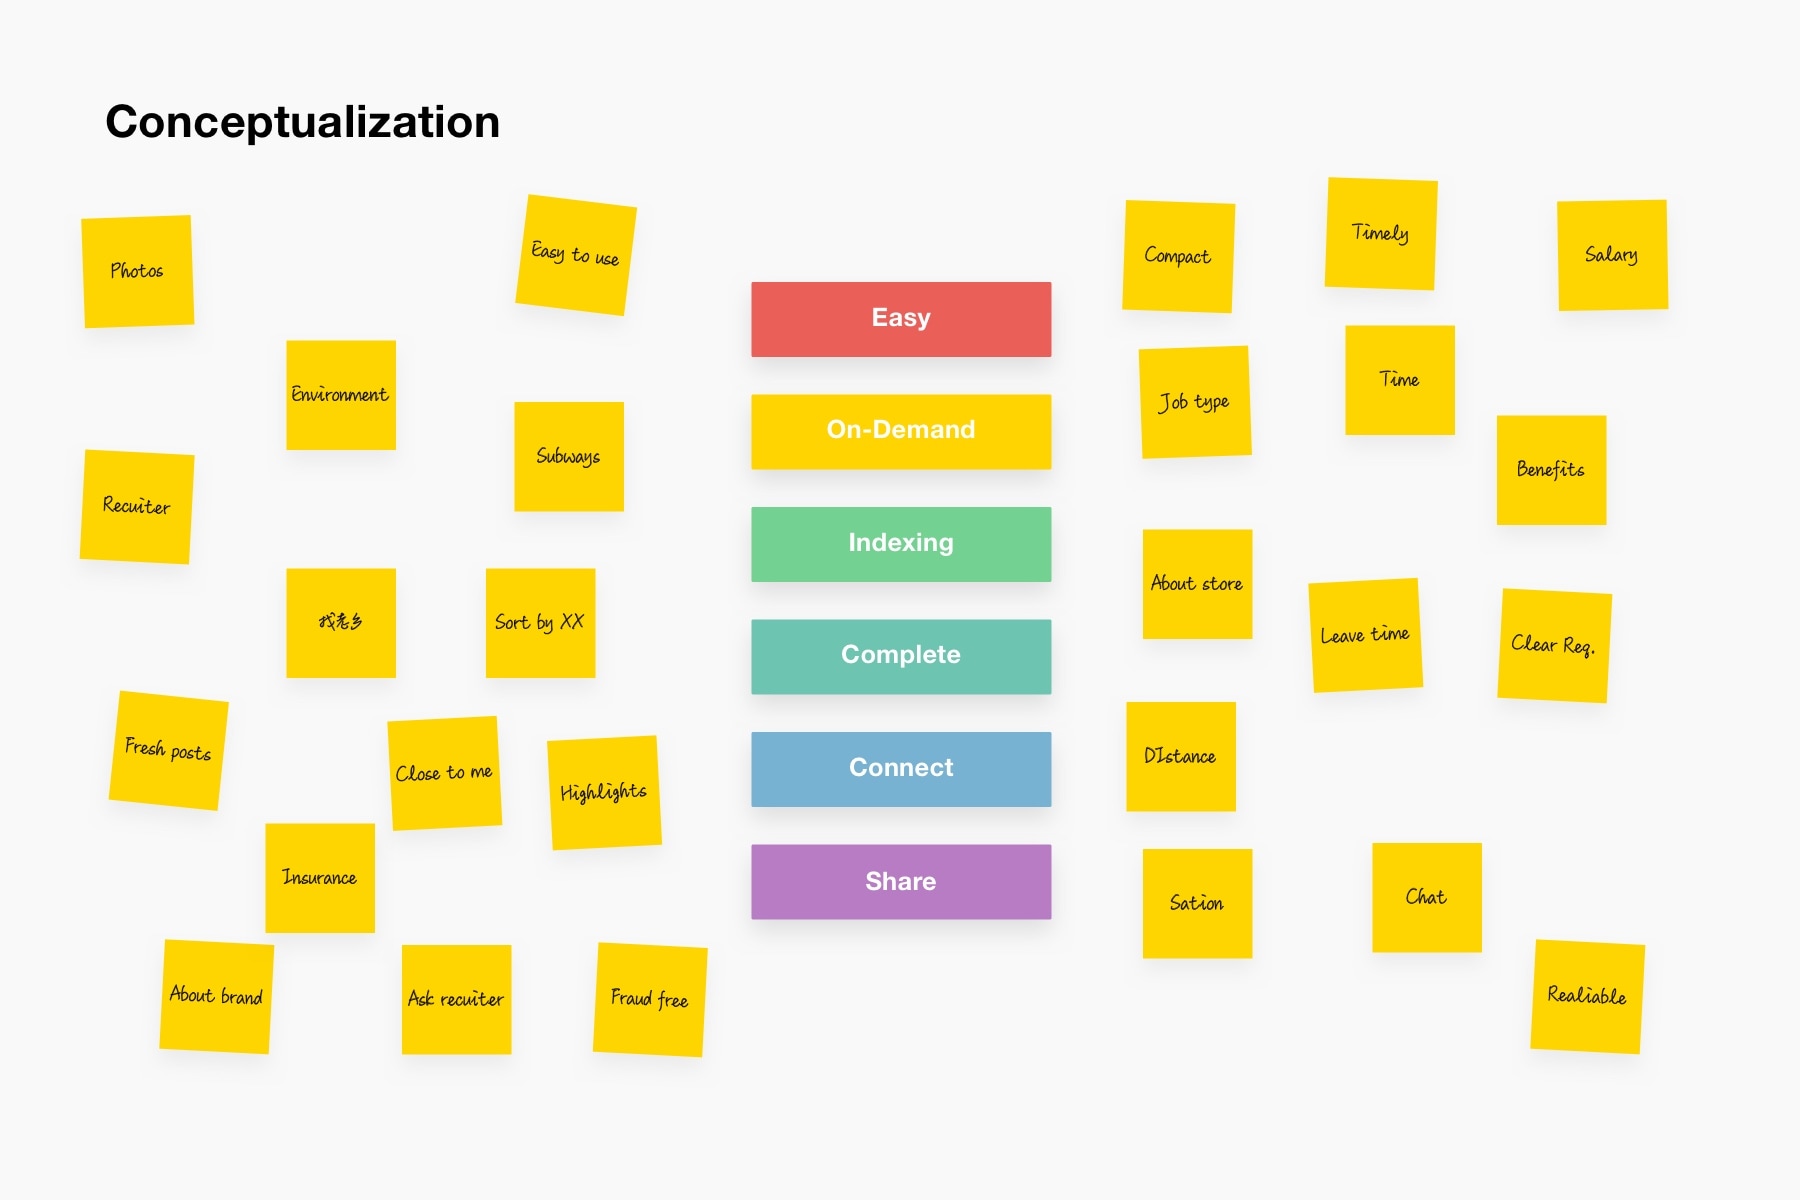 Conceptualization
Photos
Easy to use
Environment
Subways
Recuiter
找老乡
Sort by XX
Fresh posts
Close to me
Highlights
Insurance
About brand
Ask recuiter
Fraud free
Easy
On-Demand
Indexing
Complete
Connect
Share
Compact
Timely
Salary
Job type
Time
Benefits
About store
Leave time
Clear Req.
DIstance
Sation
Chat
Realiable